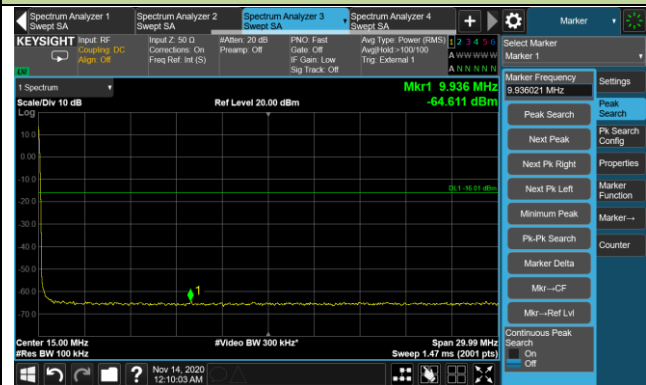 Spectrum Analyzer 1
Swept SA
Spectrum Analyzer 2
Swept SA
Spectrum Analyzer 3
Swept SA
Spectrum Analyzer 4
Swept SA
Marker
KEYSIGHT
Input: RF
Coupling: DC
Align: Off
Input Z: 50 Ω
Corrections: On
Freq Ref: Int (S)
#Atten: 20 dB
Preamp: Off
PNO: Fast
Gate: Off
IF Gain: Low
Sig Track: Off
Avg Type: Power (RMS)
Avg|Hold:>100/100
Trig: External 1
1 2 3 4 5 6
A W W W W W
A N N N N N
Select Marker
Marker 1
Marker Frequency
9.936021 MHz
Settings
Peak Search
Peak
Search
Next Peak
Pk Search
Config
Next Pk Right
Properties
Next Pk Left
Marker
Function
Minimum Peak
Marker→
Pk-Pk Search
Counter
Marker Delta
Mkr→CF
Mkr→Ref Lvl
Continuous Peak
Search
On
Off
1 Spectrum
Scale/Div 10 dB
Log
Ref Level 20.00 dBm
Mkr1 9.936 MHz
-64.611 dBm
10.0
0.00
-10.0
DL1 -16.01 dBm
-20.0
-30.0
-40.0
-50.0
-60.0
-70.0
1
Center 15.00 MHz
#Res BW 100 kHz
#Video BW 300 kHz*
Span 29.99 MHz
Sweep 1.47 ms (2001 pts)
?
Nov 14, 2020
12:10:03 AM